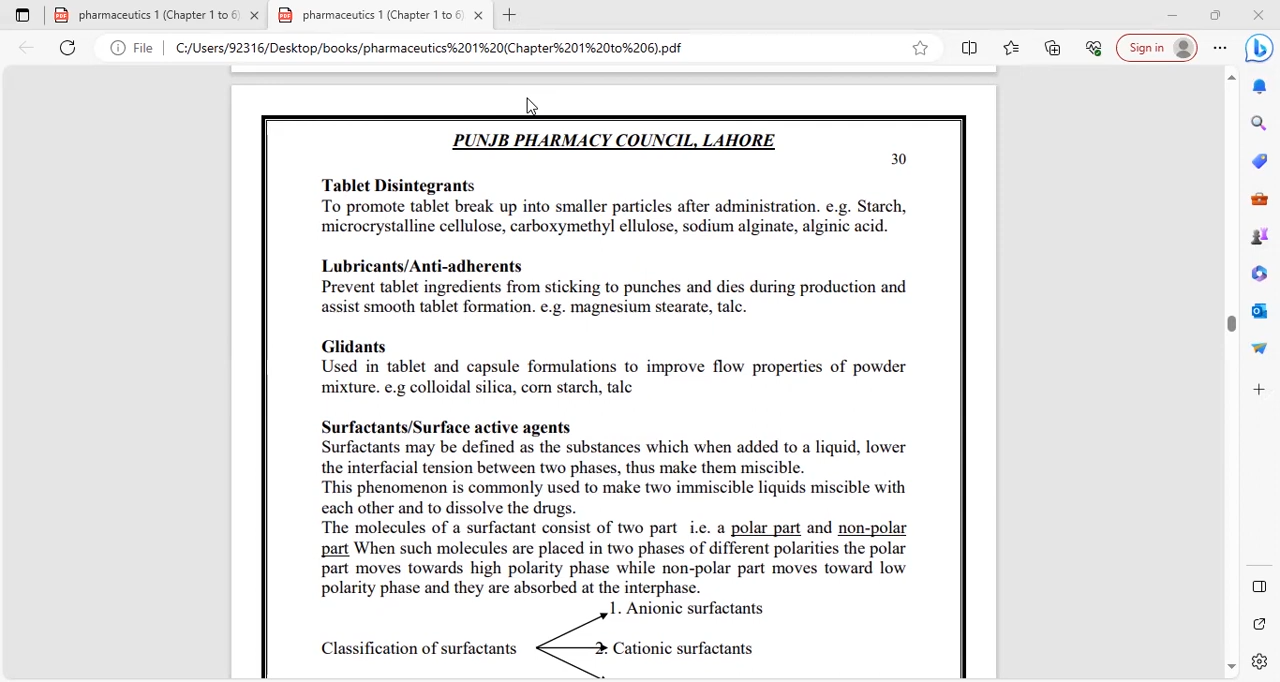 pharmaceutics 1 (Chapter 1 to 6)
pharmaceutics 1 (Chapter 1 to 6)
File
C:/Users/92316/Desktop/books/pharmaceutics%201%20(Chapter%201%20to%206).pdf
Sign in
PUNJB PHARMACY COUNCIL, LAHORE
30
Tablet Disintegrants
To promote tablet break up into smaller particles after administration. e.g. Starch,
microcrystalline cellulose, carboxymethyl ellulose, sodium alginate, alginic acid.
Lubricants/Anti-adherents
Prevent tablet ingredients from sticking to punches and dies during production and
assist smooth tablet formation. e.g. magnesium stearate, talc.
Glidants
Used in tablet and capsule formulations to improve flow properties of powder
mixture. e.g colloidal silica, corn starch, talc
Surfactants/Surface active agents
Surfactants may be defined as the substances which when added to a liquid, lower
the interfacial tension between two phases, thus make them miscible.
This phenomenon is commonly used to make two immiscible liquids miscible with
each other and to dissolve the drugs.
The molecules of a surfactant consist of two part i.e. a polar part and non-polar
part When such molecules are placed in two phases of different polarities the polar
part moves towards high polarity phase while non-polar part moves toward low
polarity phase and they are absorbed at the interphase.
1. Anionic surfactants
Classification of surfactants 2. Cationic surfactants